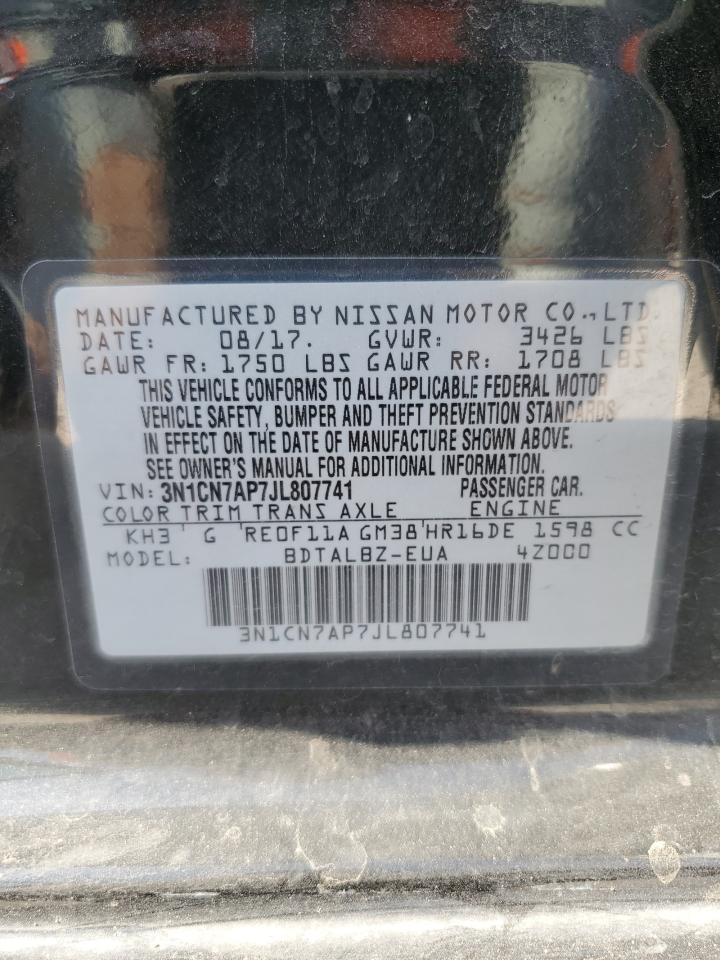 MANUFACTURED BY NISSAN MOTOR CO.,LTD.
DATE: 08/17. GVWR: 3426 LBS
GAWR FR: 1750 LBS GAWR RR: 1708 LBS
THIS VEHICLE CONFORMS TO ALL APPLICABLE FEDERAL MOTOR
VEHICLE SAFETY, BUMPER AND THEFT PREVENTION STANDARDS
IN EFFECT ON THE DATE OF MANUFACTURE SHOWN ABOVE.
SEE OWNER'S MANUAL FOR ADDITIONAL INFORMATION.
VIN: 3N1CN7AP7JL807741 PASSENGER CAR.
COLOR TRIM TRANS AXLE ENGINE
KH3 G RE0F11A GM38 HR16DE 1598 CC
MODEL: BDTALBZ-EUA 4Z000
3N1CN7AP7JL807741